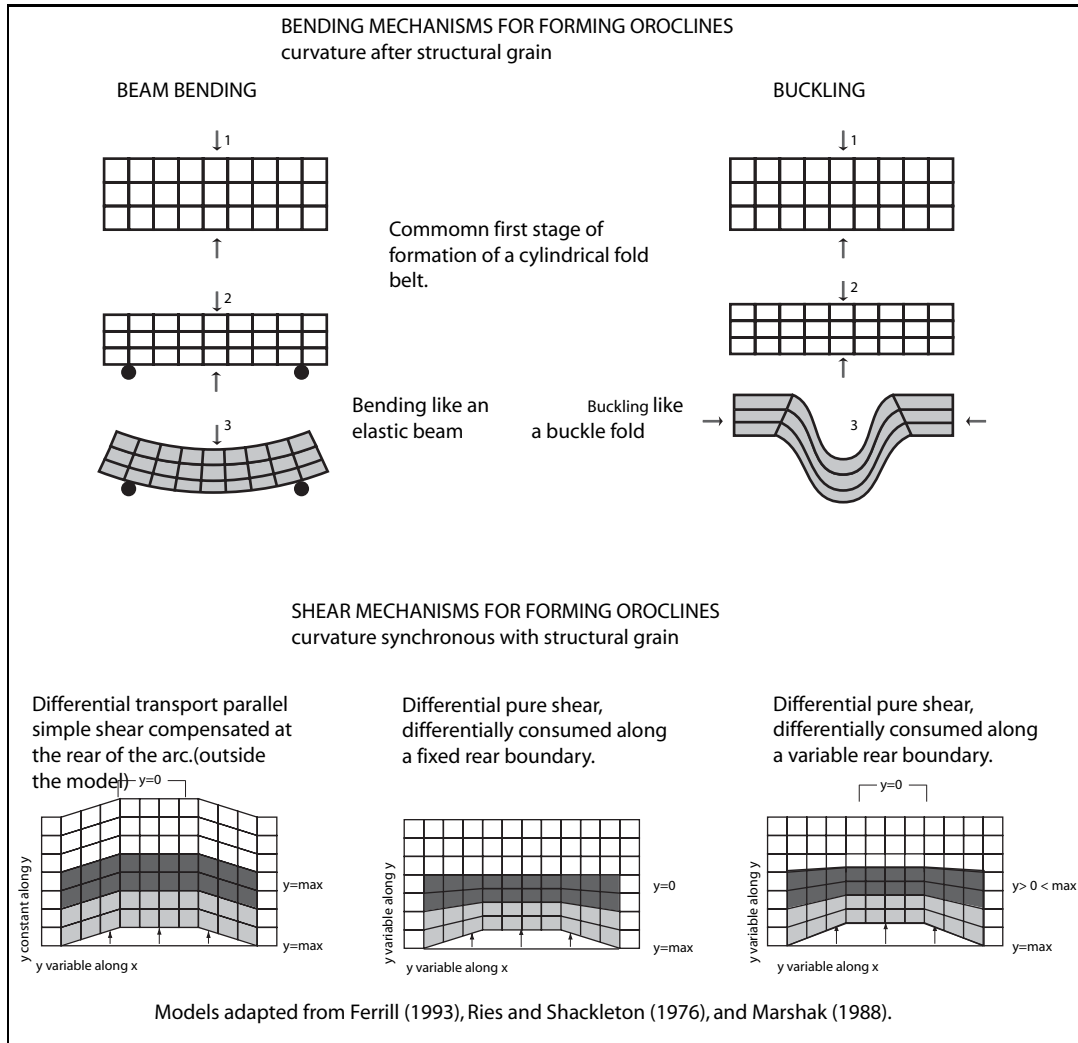 BENDING MECHANISMS FOR FORMING OROCLINES
curvature after structural grain
BEAM BENDING
BUCKLING
1
1
Commomn first stage of
formation of a cylindrical fold
belt.
2
2
3
Bending like an
elastic beam
Buckling like
a buckle fold
3
SHEAR MECHANISMS FOR FORMING OROCLINES
curvature synchronous with structural grain
Differential transport parallel
simple shear compensated at
the rear of the arc.(outside
the model)
y=0
y constant along y
y=max
y=max
y variable along x
Differential pure shear,
differentially consumed along
a fixed rear boundary.
y variable along y
y=0
y=max
y variable along x
Differential pure shear,
differentially consumed along
a variable rear boundary.
y=0
y variable along y
y> 0 < max
y=max
y variable along x
Models adapted from Ferrill (1993), Ries and Shackleton (1976), and Marshak (1988).